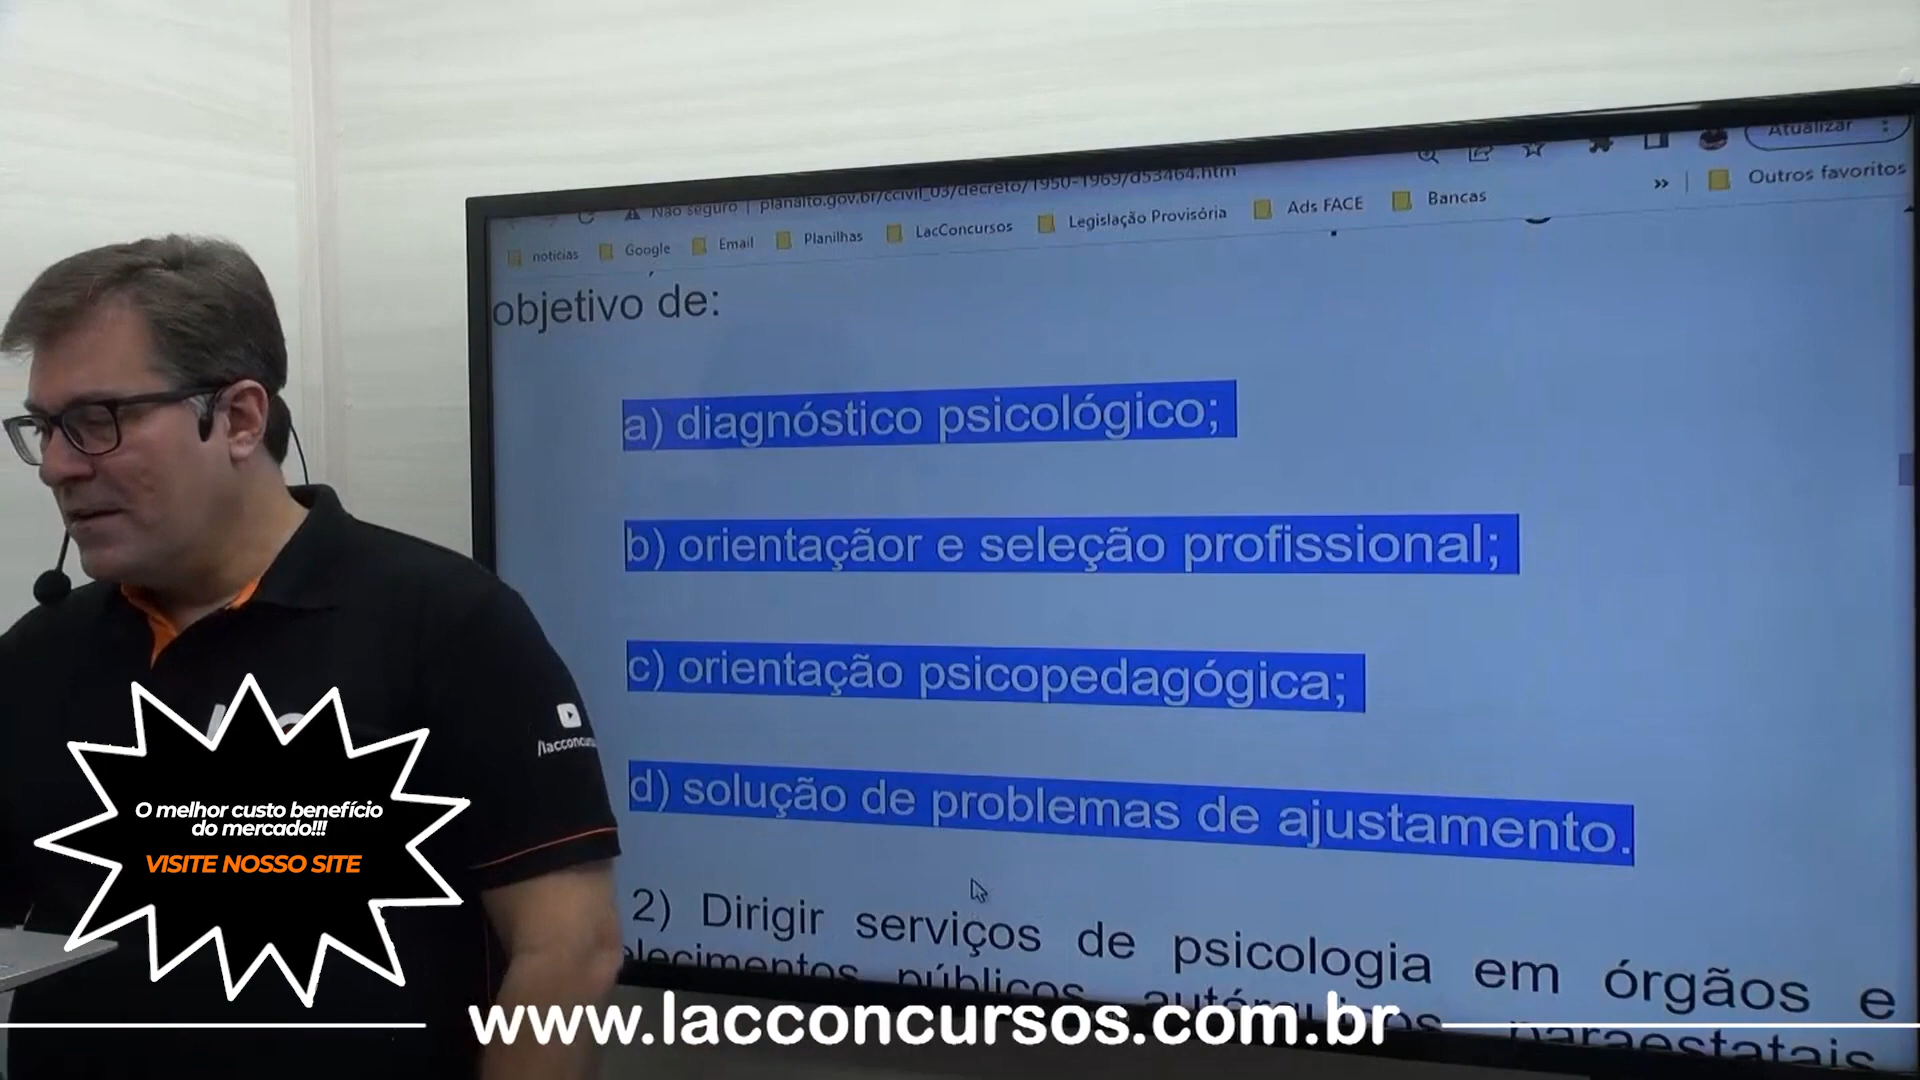 Atualizar
Não seguro | planalto.gov.br/ccivil_03/decreto/1950-1969/d53464.htm
noticias Google Email Planilhas LacConcursos Legislação Provisória Ads FACE Bancas » Outros favoritos
objetivo de:
a) diagnóstico psicológico;
b) orientaçãor e seleção profissional;
c) orientação psicopedagógica;
d) solução de problemas de ajustamento.
2) Dirigir serviços de psicologia em órgãos e
públicos, paraestatais
/lacconcur
O melhor custo benefício
do mercado!!!
VISITE NOSSO SITE
www.lacconcursos.com.br